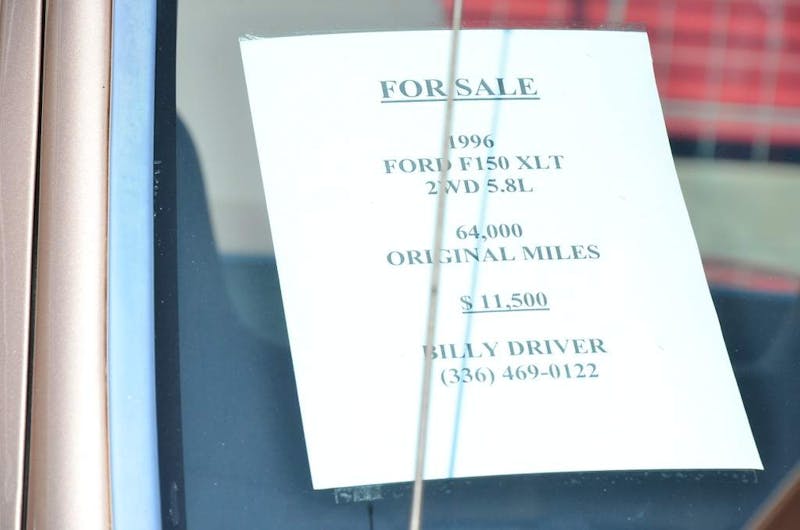 FOR SALE
1996
FORD F150 XLT
2WD 5.8L
64,000
ORIGINAL MILES
$ 11,500
BILLY DRIVER
(336) 469-0122